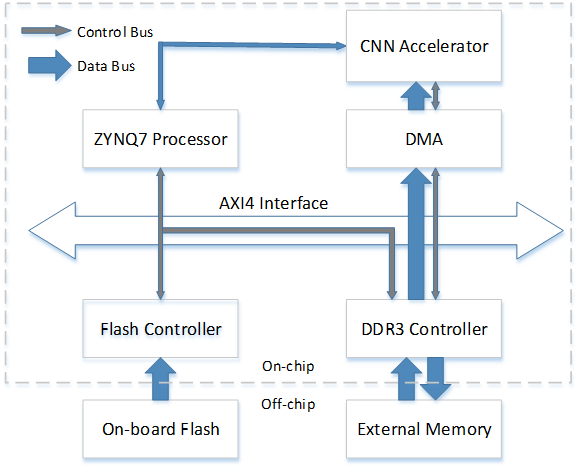 Control Bus
Data Bus
CNN Accelerator
ZYNQ7 Processor
DMA
AXI4 Interface
Flash Controller
DDR3 Controller
On-chip
Off-chip
On-board Flash
External Memory